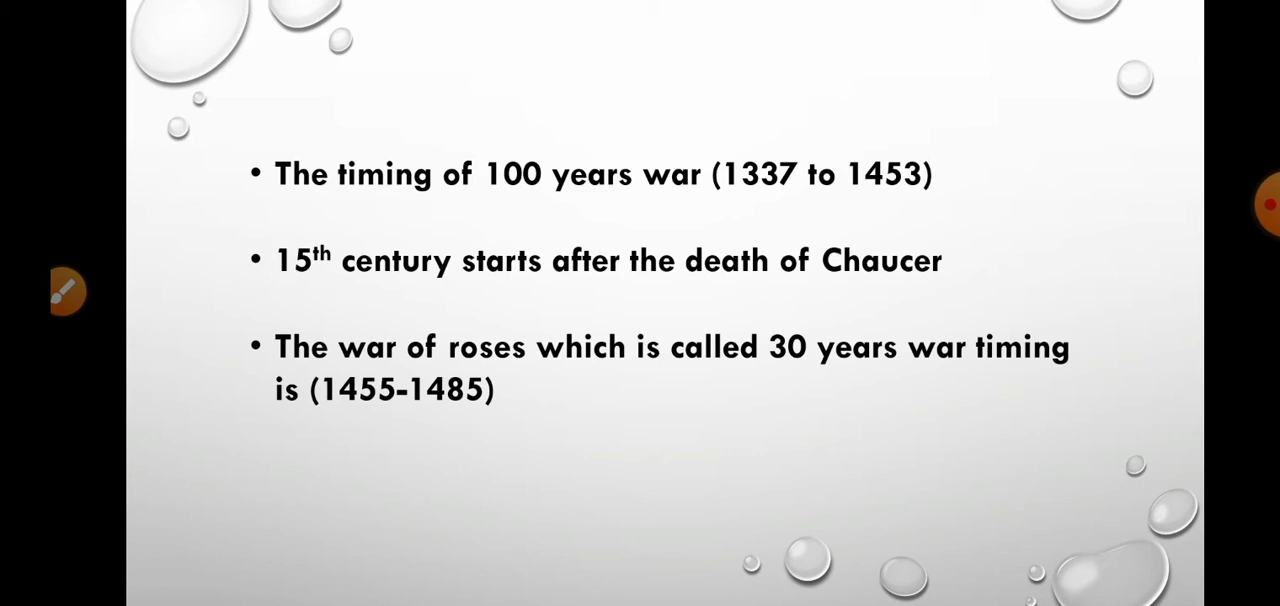 • The timing of 100 years war (1337 to 1453)
• 15th century starts after the death of Chaucer
• The war of roses which is called 30 years war timing
is (1455-1485)